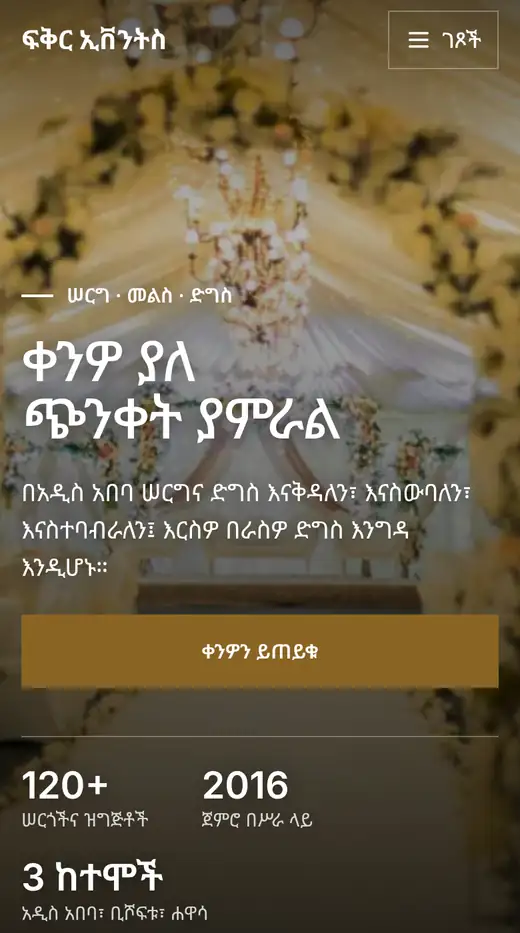 ፍቅር ኢቨንትስ
ገጾች
ሠርግ · መልስ · ድግስ
ቀንዎ ያለ
ጭንቀት ያምራል
በአዲስ አበባ ሠርግና ድግስ እናቅዳለን፣ እናስውባለን፣
እናስተባብራለን፤ እርስዎ በራስዎ ድግስ እንግዳ
እንዲሆኑ።
ቀንዎን ይጠይቁ
120+
ሠርጎችና ዝግጅቶች
2016
ጀምሮ በሥራ ላይ
3 ከተሞች
አዲስ አበባ፣ ቢሾፍቱ፣ ሐዋሳ